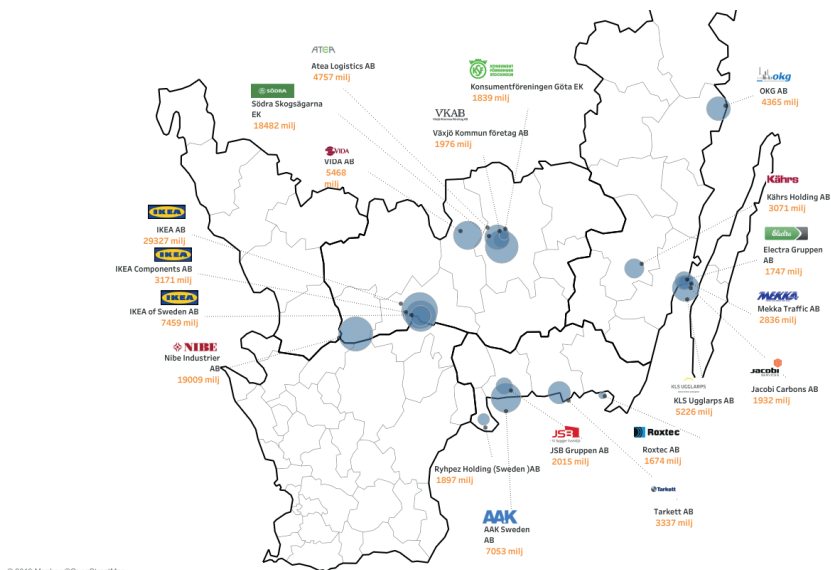 ATEA
Atea Logistics AB
4757 milj
SÖDRA
Södra Skogsägarna
EK
18482 milj
KONSUMENT
FÖRENINGEN
Konsumentföreningen Göta EK
1839 milj
VKAB
Växjö Kommun företag AB
1976 milj
okg
OKG AB
4365 milj
VIDA
VIDA AB
5468
milj
Kährs
Kährs Holding AB
3071 milj
IKEA
IKEA AB
29327 milj
IKEA
IKEA Components AB
3171 milj
IKEA
IKEA of Sweden AB
7459 milj
Electra Gruppen
AB
1747 milj
MEKKA
Mekka Traffic AB
2836 milj
NIBE
Nibe Industrier
AB
19009 milj
JACOBI
Jacobi Carbons AB
1932 milj
KLS UGGLARPS
KLS Ugglarps AB
5226 milj
JSB
JSB Gruppen AB
2015 milj
Roxtec
Roxtec AB
1674 milj
Ryhpez Holding (Sweden )AB
1897 milj
Tarkett
Tarkett AB
3337 milj
AAK
AAK Sweden
AB
7053 milj